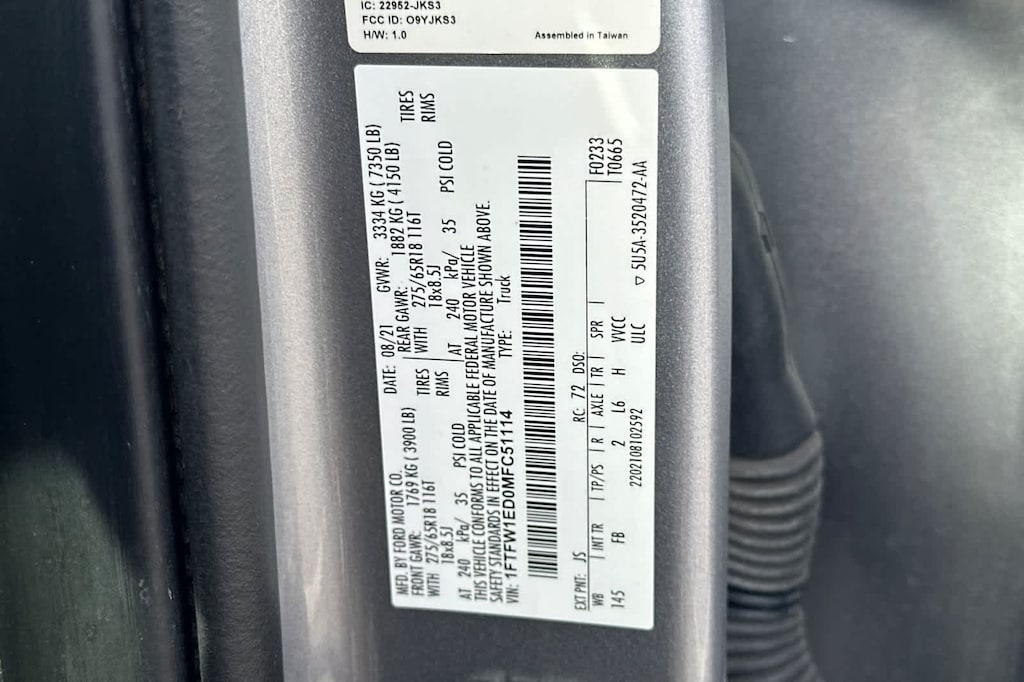 IC: 22952-JKS3
FCC ID: O9YJKS3
H/W: 1.0
Assembled in Taiwan
MFD. BY FORD MOTOR CO.
DATE: 08/21 GVWR: 3334 KG ( 7350 LB)
FRONT GAWR: 1769 KG ( 3900 LB) REAR GAWR: 1882 KG ( 4150 LB)
WITH 275/65R18 116T TIRES WITH 275/65R18 116T TIRES
18x8.5J RIMS 18x8.5J RIMS
AT 240 kPa/ 35 PSI COLD AT 240 kPa/ 35 PSI COLD
THIS VEHICLE CONFORMS TO ALL APPLICABLE FEDERAL MOTOR VEHICLE
SAFETY STANDARDS IN EFFECT ON THE DATE OF MANUFACTURE SHOWN ABOVE.
VIN: 1FTFW1ED0MFC51114 TYPE: Truck
EXT PNT: JS RC: 72 DSO: F0233
WB INT TR TP/PS R AXLE TR SPR T0665
145 FB 2 L6 H VVCC
2202108102592 ULC ▽ 5U5A-3520472-AA